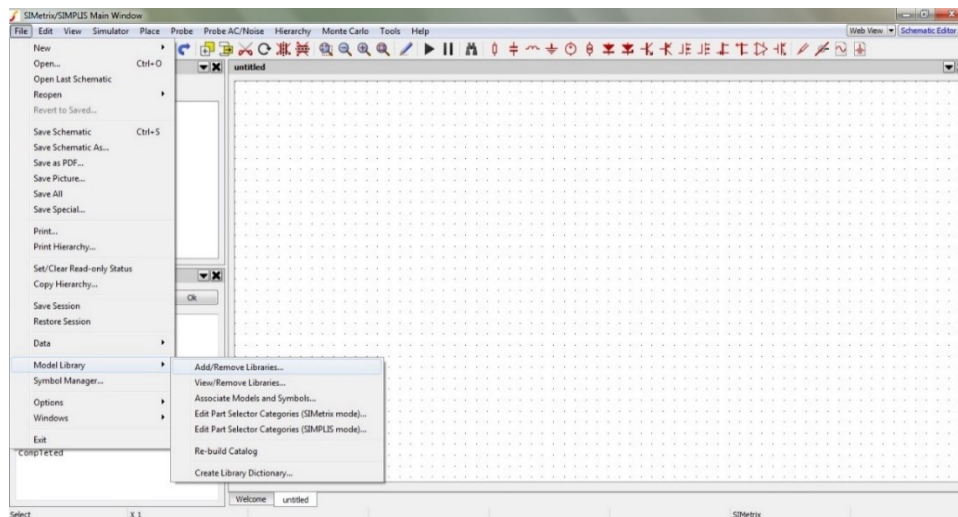 SIMetrix/SIMPLIS Main Window
File Edit View Simulator Place Probe Probe AC/Noise Hierarchy Monte Carlo Tools Help Web View Schematic Editor
New
Open... Ctrl+O
Open Last Schematic
Reopen
Revert to Saved...
Save Schematic Ctrl+S
Save Schematic As...
Save as PDF...
Save Picture...
Save All
Save Special...
Print...
Print Hierarchy...
Set/Clear Read-only Status
Copy Hierarchy...
Save Session
Restore Session
Data
Model Library
Symbol Manager...
Options
Windows
Exit
untitled
Ok
Add/Remove Libraries...
View/Remove Libraries...
Associate Models and Symbols...
Edit Part Selector Categories (SIMetrix mode)...
Edit Part Selector Categories (SIMPLIS mode)...
Re-build Catalog
Create Library Dictionary...
Completed
Welcome untitled
Select X 1 SIMetrix